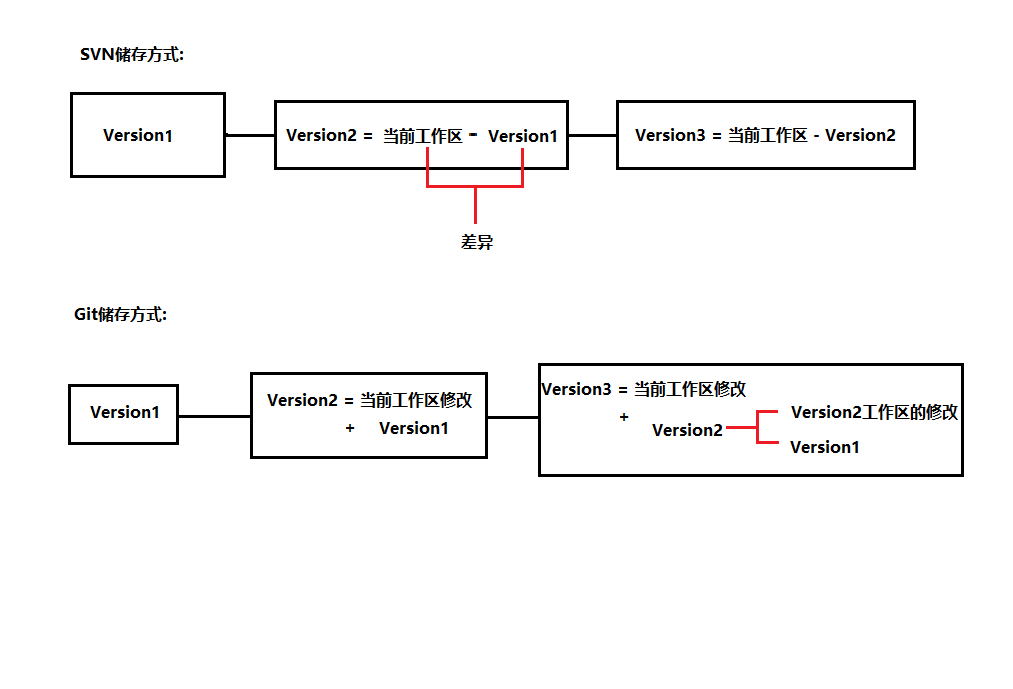 SVN储存方式:
Version1
Version2 = 当前工作区 - Version1
Version3 = 当前工作区 - Version2
差异
Git储存方式:
Version1
Version2 = 当前工作区修改
+ Version1
Version3 = 当前工作区修改
+
Version2
Version2工作区的修改
Version1